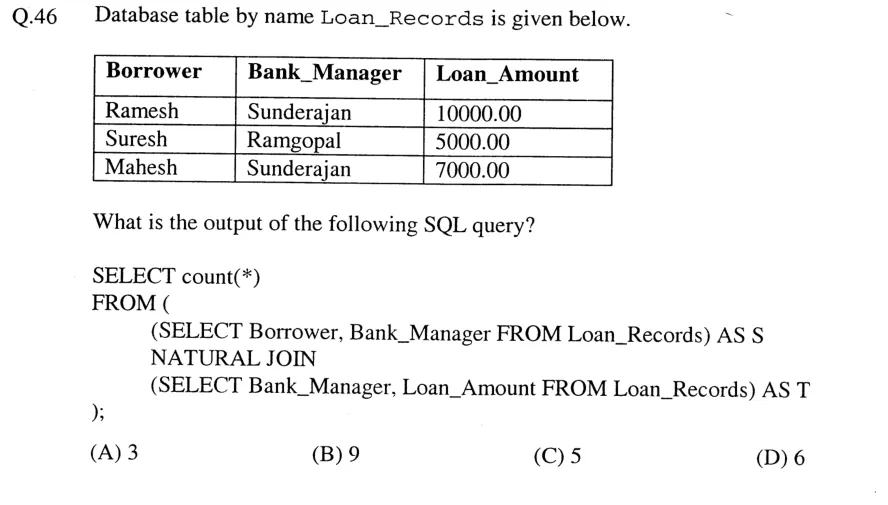 Q.46 Database table by name Loan_Records is given below.
Borrower Bank_Manager Loan_Amount
Ramesh Sunderajan 10000.00
Suresh Ramgopal 5000.00
Mahesh Sunderajan 7000.00
What is the output of the following SQL query?
SELECT count(*)
FROM (
(SELECT Borrower, Bank_Manager FROM Loan_Records) AS S
NATURAL JOIN
(SELECT Bank_Manager, Loan_Amount FROM Loan_Records) AS T
);
(A) 3 (B) 9 (C) 5 (D) 6